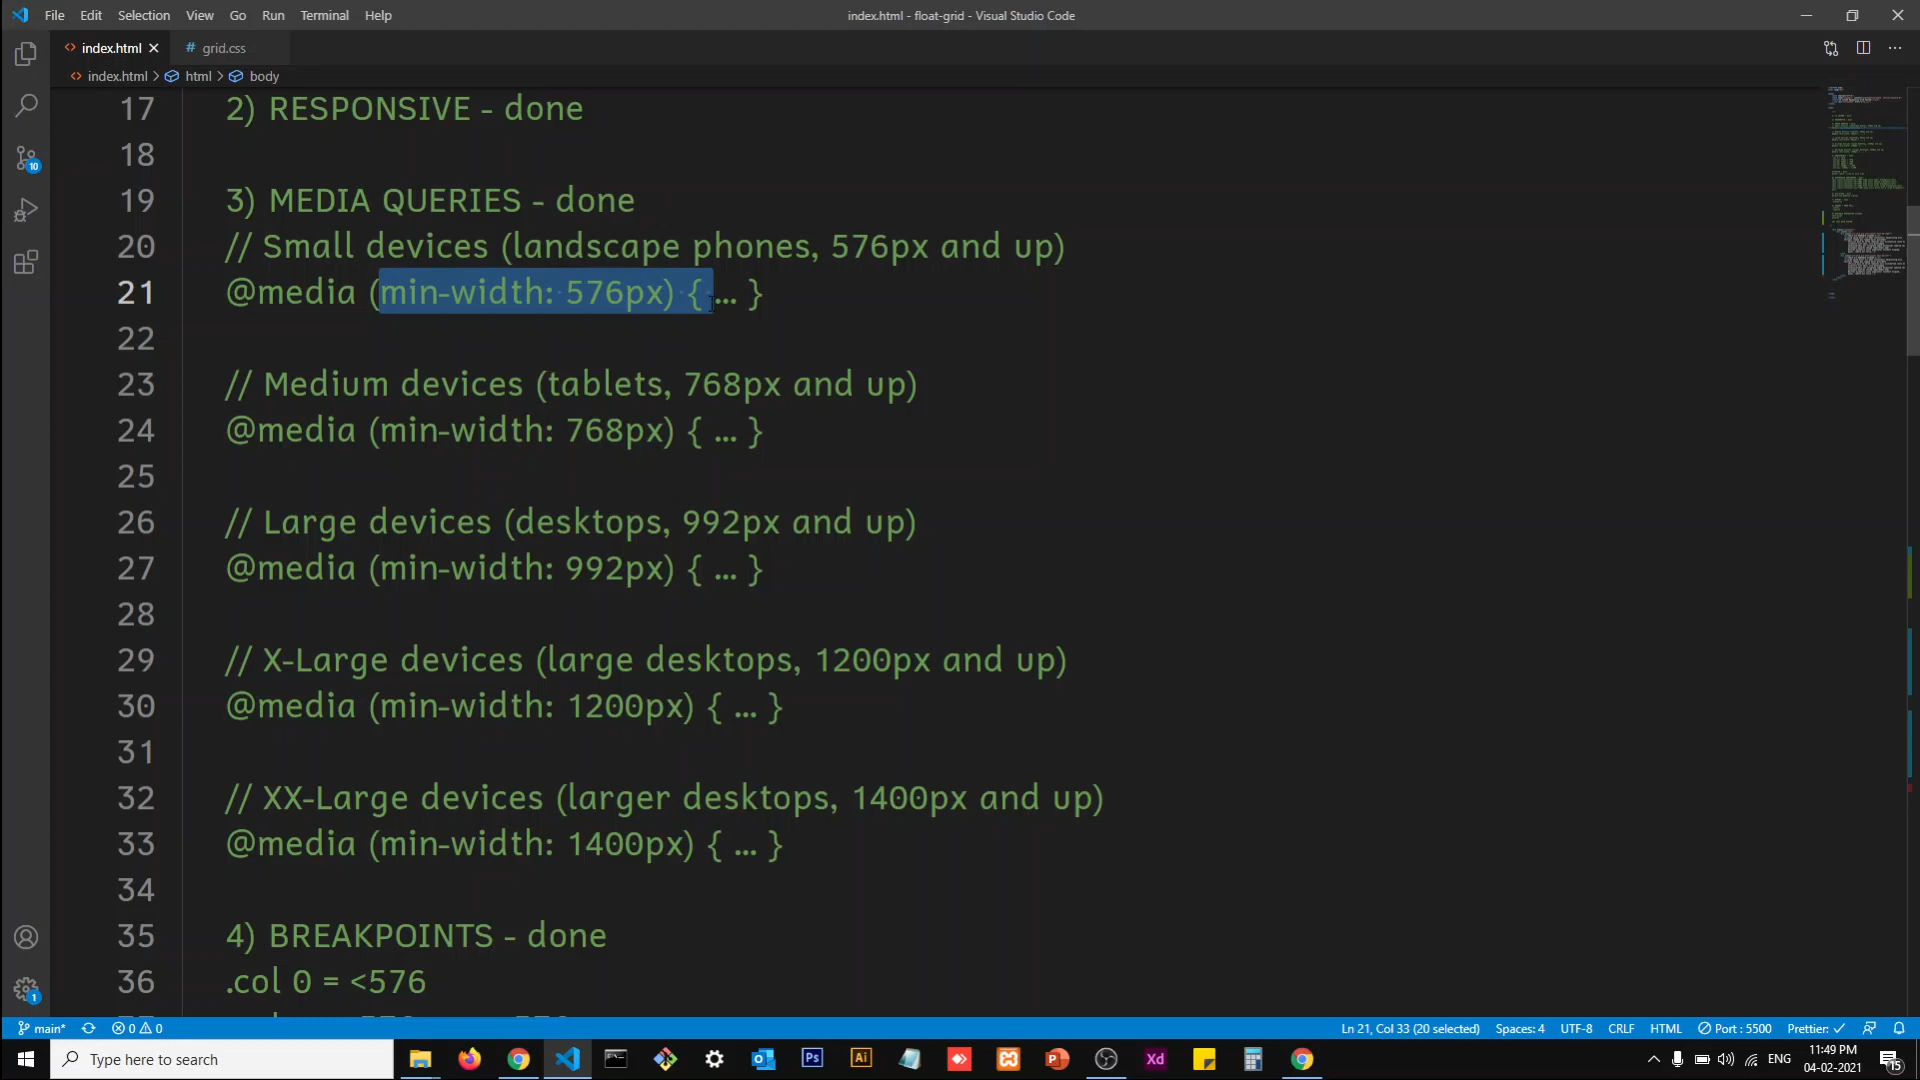 File Edit Selection View Go Run Terminal Help
index.html - float-grid - Visual Studio Code
index.html
# grid.css
index.html > html > body
17 2) RESPONSIVE - done
18
19 3) MEDIA QUERIES - done
20 // Small devices (landscape phones, 576px and up)
21 @media (min-width: 576px) { … }
22
23 // Medium devices (tablets, 768px and up)
24 @media (min-width: 768px) { … }
25
26 // Large devices (desktops, 992px and up)
27 @media (min-width: 992px) { … }
28
29 // X-Large devices (large desktops, 1200px and up)
30 @media (min-width: 1200px) { … }
31
32 // XX-Large devices (larger desktops, 1400px and up)
33 @media (min-width: 1400px) { … }
34
35 4) BREAKPOINTS - done
36 .col 0 = <576
10
1
main* 0 0
Ln 21, Col 33 (20 selected) Spaces: 4 UTF-8 CRLF HTML Port : 5500 Prettier: ✓
Type here to search
Ps Ai Xd
ENG
11:49 PM
04-02-2021
15